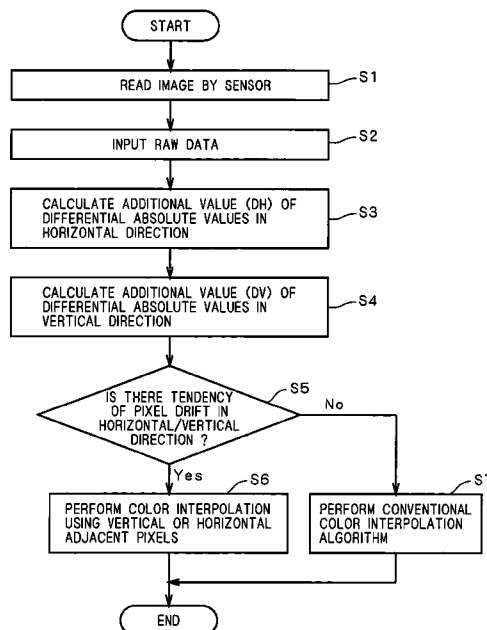 START
READ IMAGE BY SENSOR
S1
INPUT RAW DATA
S2
CALCULATE ADDITIONAL VALUE (DH) OF
DIFFERENTIAL ABSOLUTE VALUES IN
HORIZONTAL DIRECTION
S3
CALCULATE ADDITIONAL VALUE (DV) OF
DIFFERENTIAL ABSOLUTE VALUES IN
VERTICAL DIRECTION
S4
IS THERE TENDENCY
OF PIXEL DRIFT IN
HORIZONTAL/VERTICAL
DIRECTION ?
S5
No
Yes
S6
PERFORM COLOR INTERPOLATION
USING VERTICAL OR HORIZONTAL
ADJACENT PIXELS
PERFORM CONVENTIONAL
COLOR INTERPOLATION
ALGORITHM
END